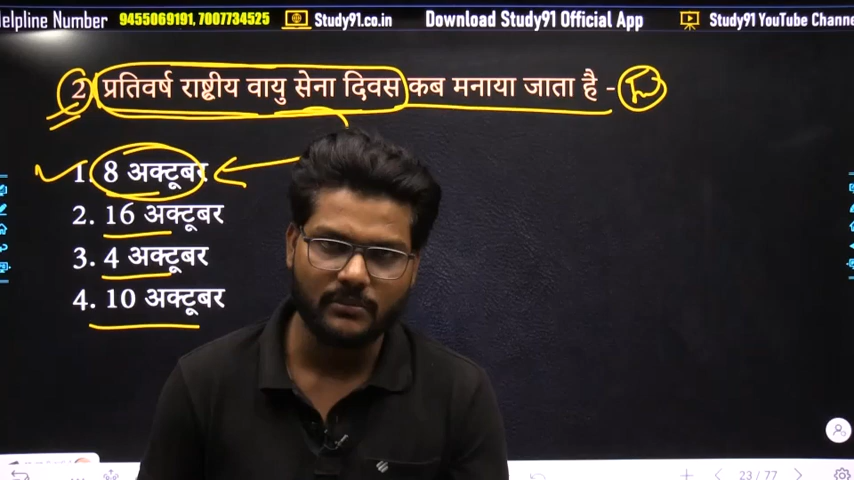 Helpline Number 9455069191, 7007734525 Study91.co.in Download Study91 Official App Study91 YouTube Channe
2 प्रतिवर्ष राष्ट्रीय वायु सेना दिवस कब मनाया जाता है -
1. 8 अक्टूबर
2. 16 अक्टूबर
3. 4 अक्टूबर
4. 10 अक्टूबर
23 / 77